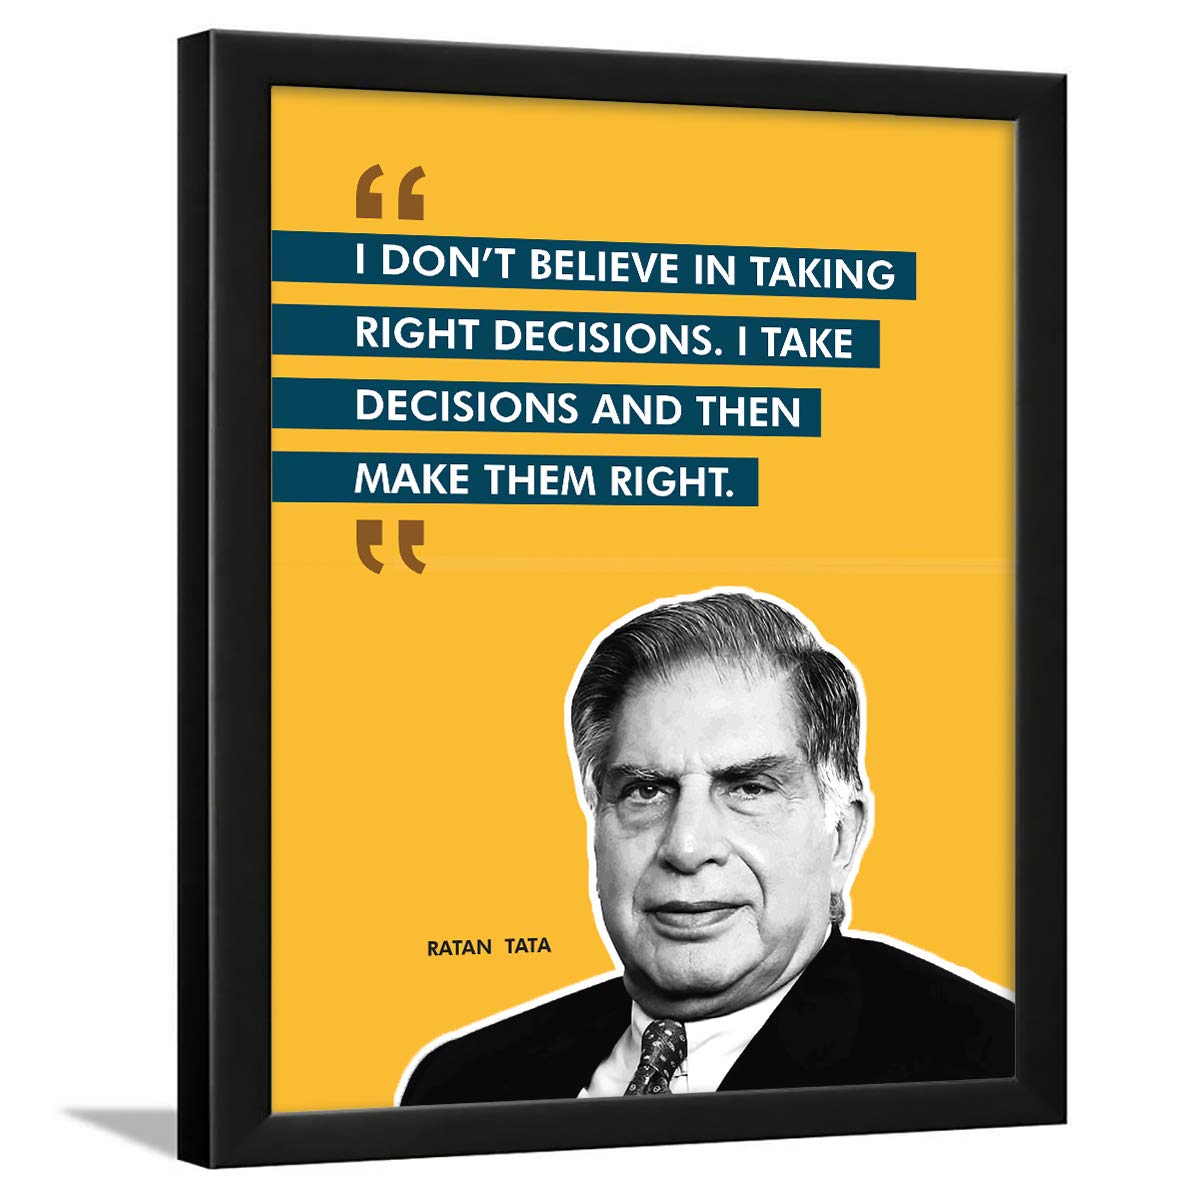 “
I DON’T BELIEVE IN TAKING
RIGHT DECISIONS. I TAKE
DECISIONS AND THEN
MAKE THEM RIGHT.
”
RATAN TATA